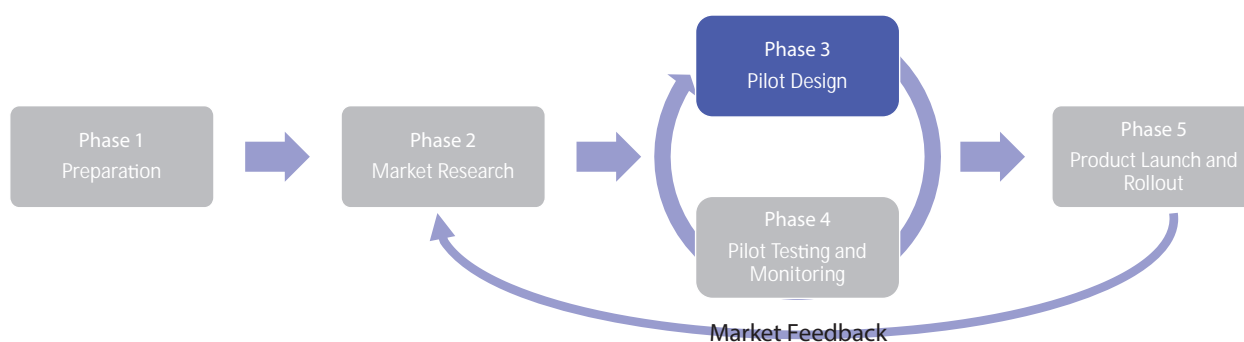 Phase 1
Preparation
Phase 2
Market Research
Phase 3
Pilot Design
Phase 4
Pilot Testing and
Monitoring
Phase 5
Product Launch and
Rollout
Market Feedback